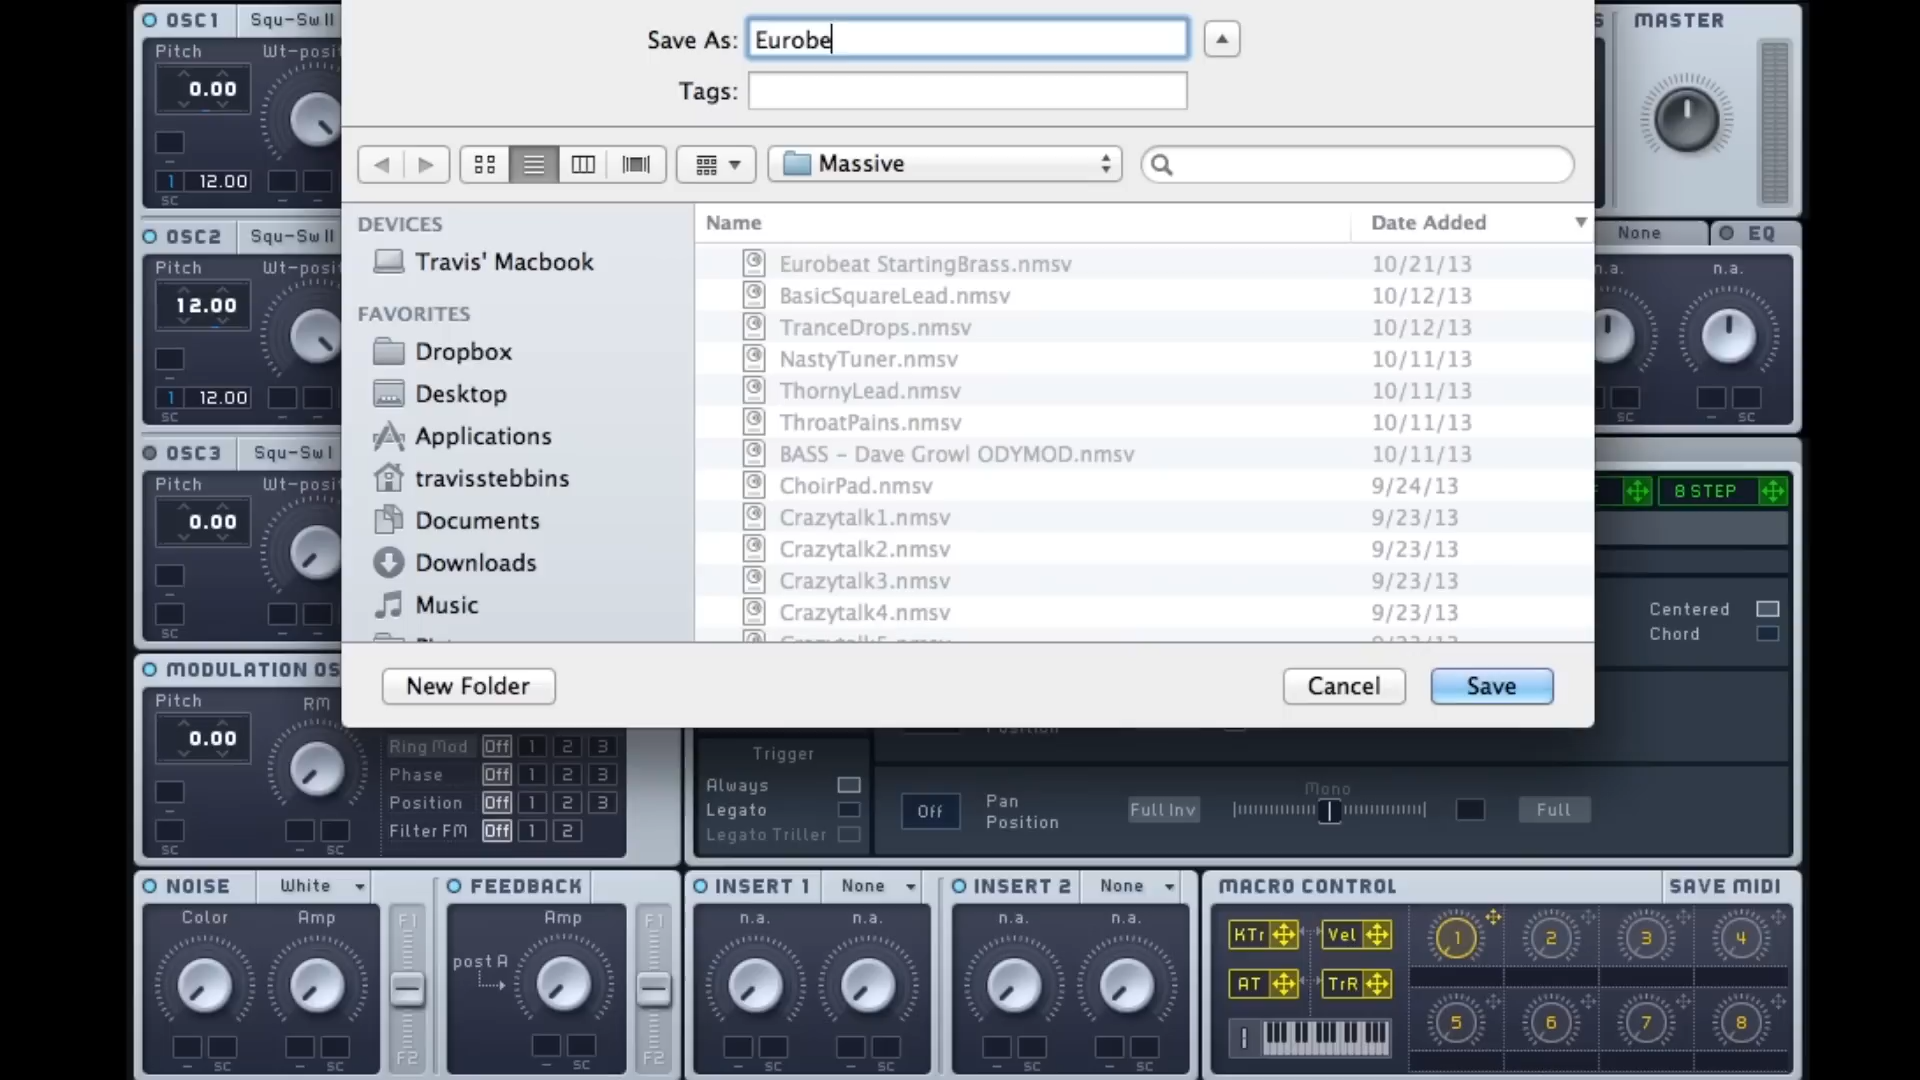 OSC1 Squ-Sw II
Pitch Wt-posit
0.00
1 12.00
SC
OSC2 Squ-Sw II
Pitch Wt-posit
12.00
1 12.00
SC
OSC3 Squ-Sw I
Pitch Wt-posit
0.00
SC
MODULATION OS
Pitch RM
0.00
SC SC
Ring Mod Off 1 2 3
Phase Off 1 2 3
Position Off 1 2 3
Filter FM Off 1 2
Save As: Eurobe
Tags:
Massive
DEVICES
Travis' Macbook
FAVORITES
Dropbox
Desktop
Applications
travisstebbins
Documents
Downloads
Music
Name Date Added
Eurobeat StartingBrass.nmsv 10/21/13
BasicSquareLead.nmsv 10/12/13
TranceDrops.nmsv 10/12/13
NastyTuner.nmsv 10/11/13
ThornyLead.nmsv 10/11/13
ThroatPains.nmsv 10/11/13
BASS - Dave Growl ODYMOD.nmsv 10/11/13
ChoirPad.nmsv 9/24/13
Crazytalk1.nmsv 9/23/13
Crazytalk2.nmsv 9/23/13
Crazytalk3.nmsv 9/23/13
Crazytalk4.nmsv 9/23/13
New Folder Cancel Save
S MASTER
None EQ
n.a. n.a.
SC SC
8 STEP
Centered
Chord
Trigger
Always
Legato
Legato Triller
Position
Off Pan Position Full Inv Mono Full
NOISE White
Color Amp
F1
F2
SC SC
FEEDBACK
Amp
post A
F1
F2
SC
INSERT 1 None
n.a. n.a.
SC SC
INSERT 2 None
n.a. n.a.
SC SC
MACRO CONTROL SAVE MIDI
KTr Vel 1 2 3 4
AT TrR
5 6 7 8